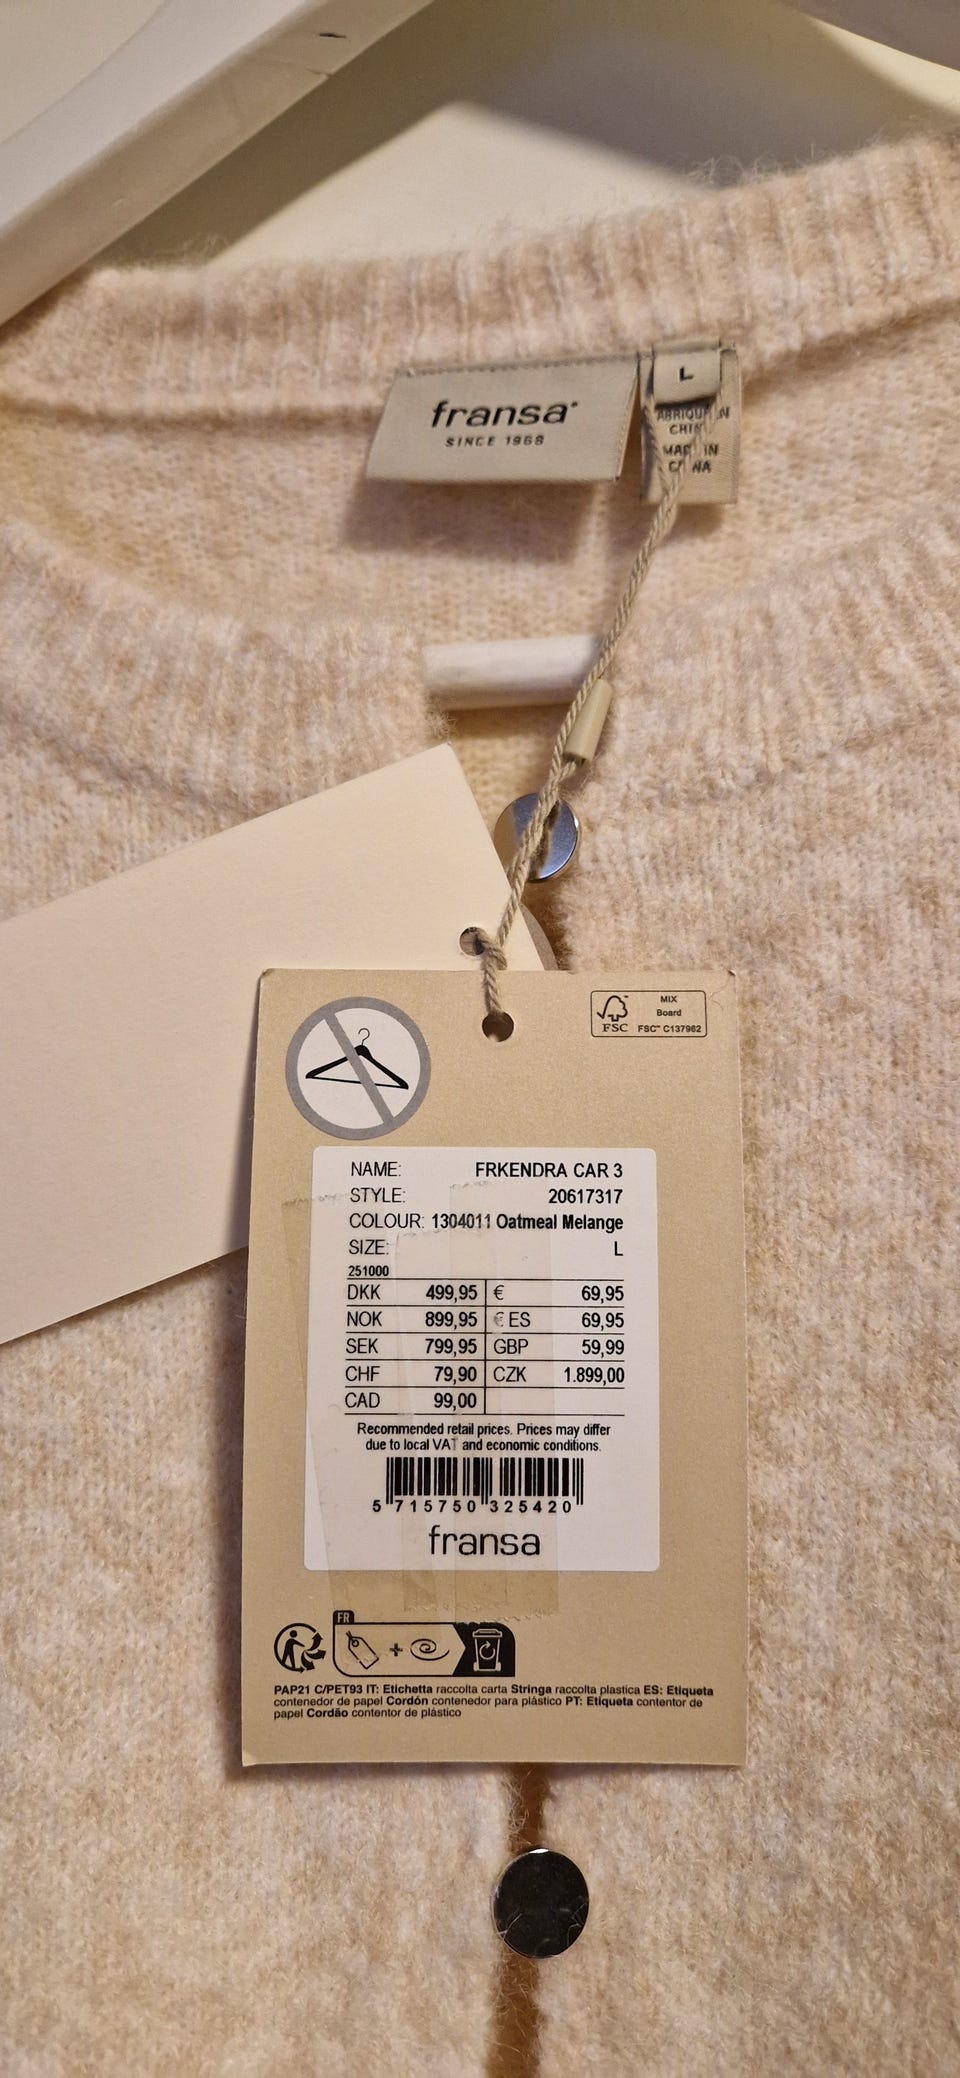 fransa
SINCE 1968
L
CHINA
MADE IN
CHINA
MIX
Board
FSC
FSC™ C137962
NAME: FRKENDRA CAR 3
STYLE: 20617317
COLOUR: 1304011 Oatmeal Melange
SIZE: L
251000
DKK 499,95 € 69,95
NOK 899,95 € ES 69,95
SEK 799,95 GBP 59,99
CHF 79,90 CZK 1.899,00
CAD 99,00
Recommended retail prices. Prices may differ
due to local VAT and economic conditions.
5 715750 325420
fransa
FR
PAP21 C/PET93 IT: Etichetta raccolta carta Stringa raccolta plastica ES: Etiqueta
contenedor de papel Cordón contenedor para plástico PT: Etiqueta contentor de
papel Cordão contentor de plástico